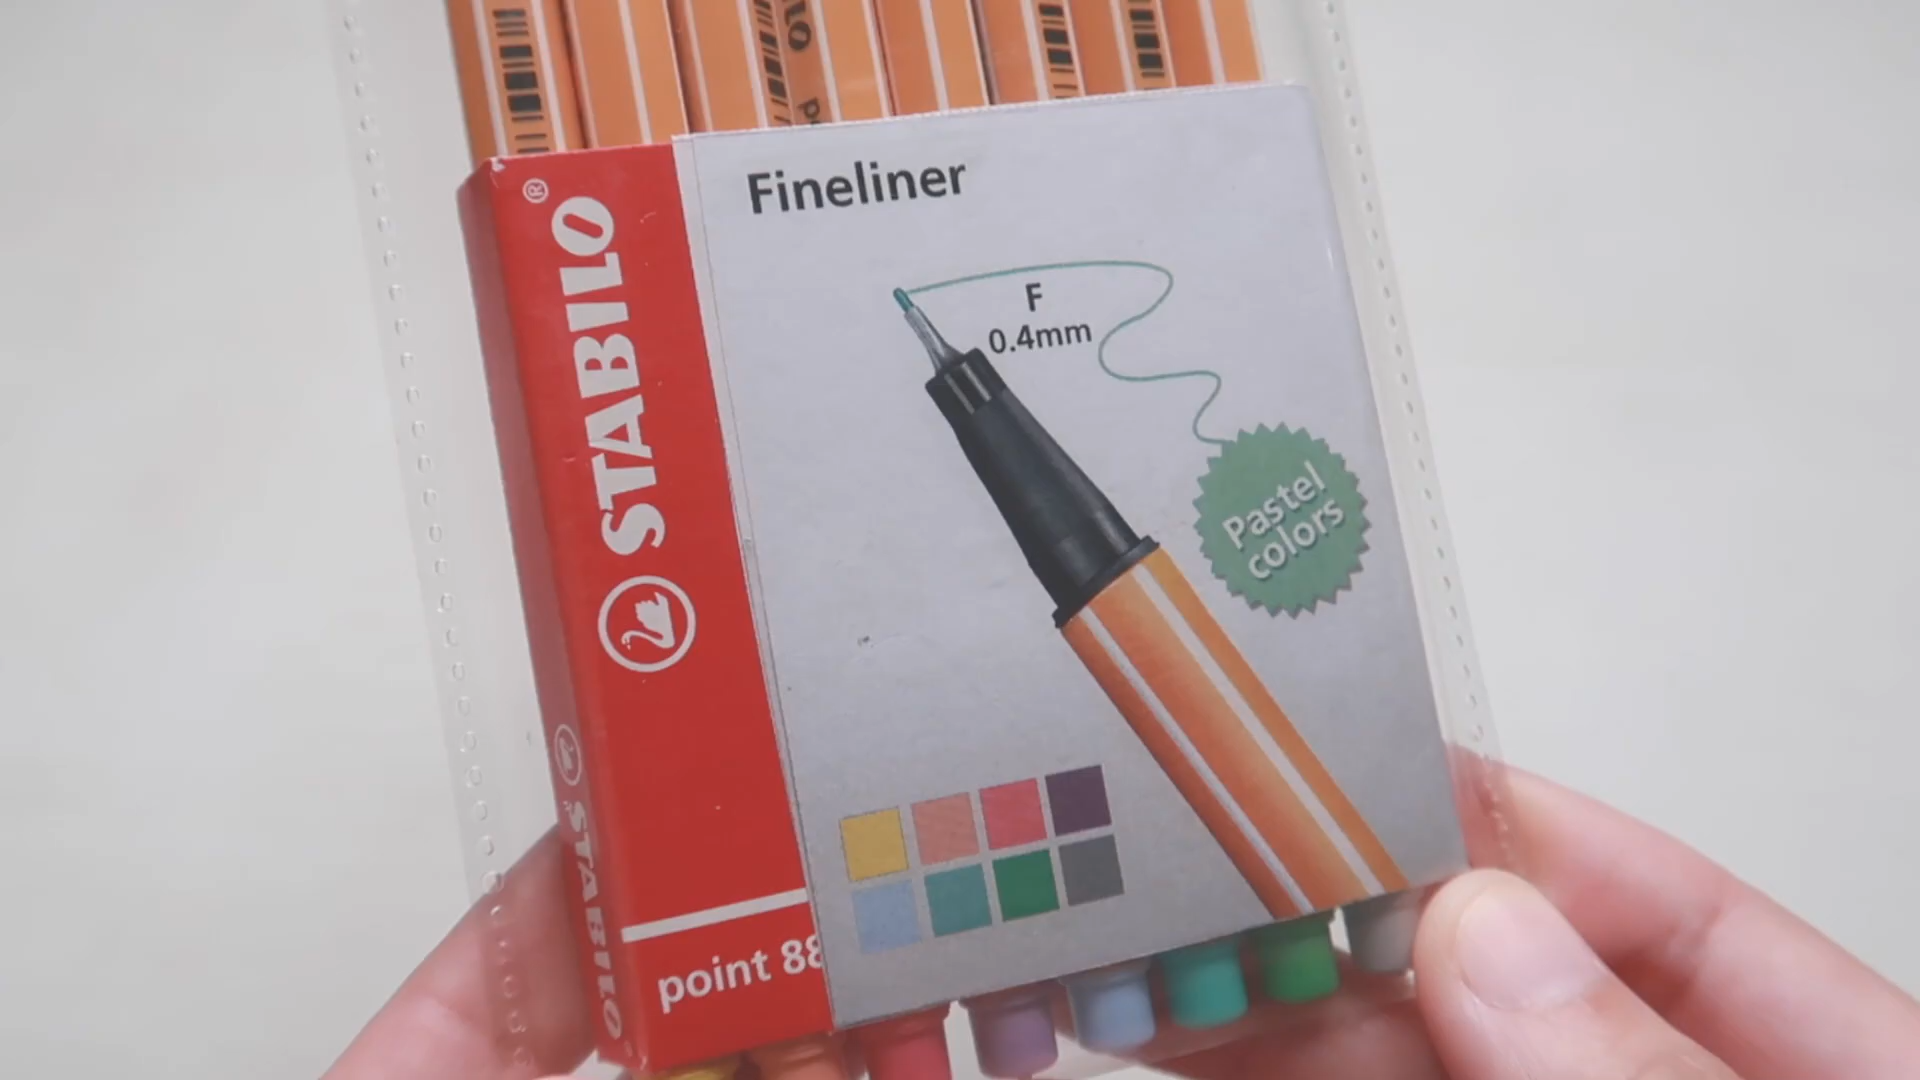 Fineliner
F
0.4mm
Pastel
colors
STABILO®
STABILO
point 88